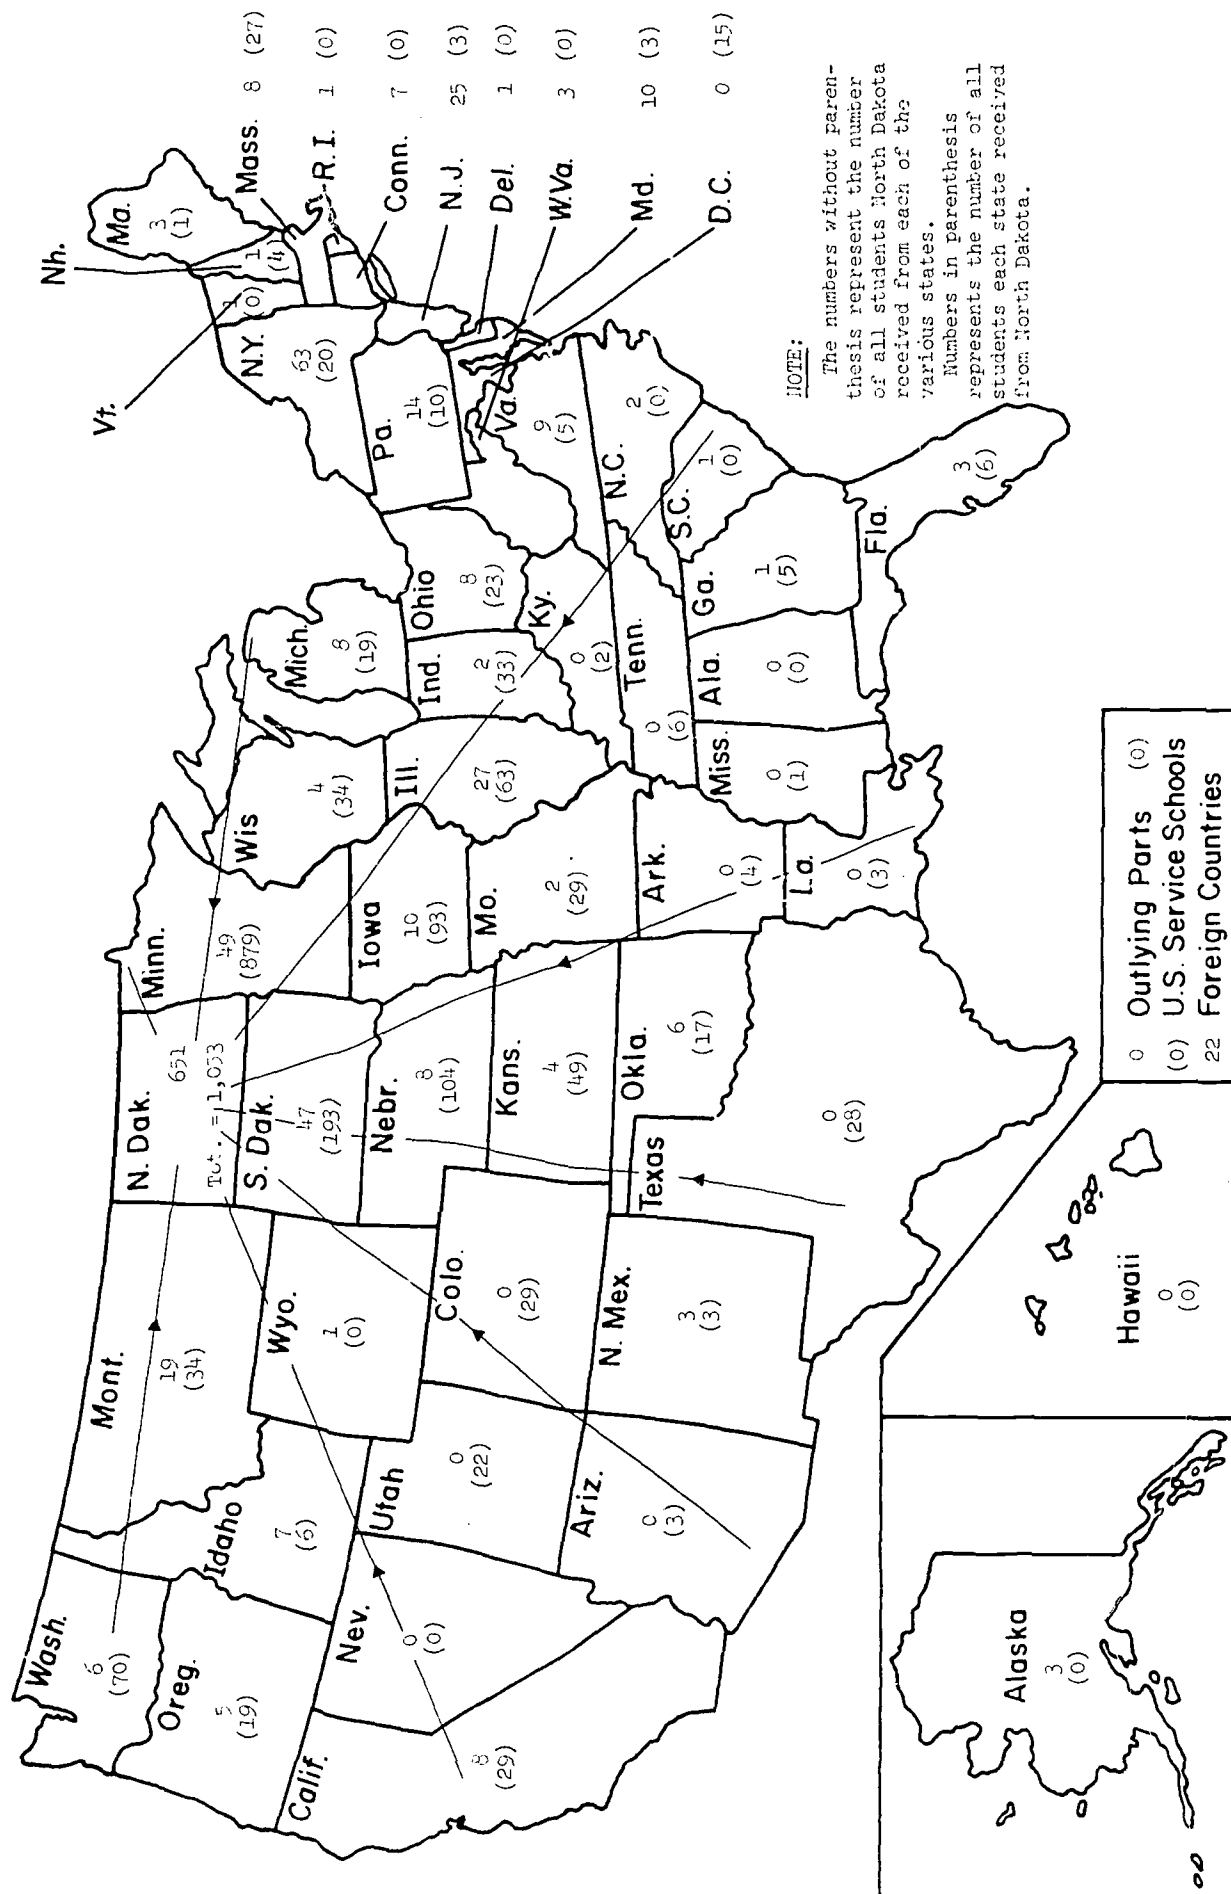 Wash.
6
(70)
Oreg.
5
(19)
Calif.
8
(29)
Nev.
0
(0)
Idaho
7
(6)
Mont.
19
(34)
Wyo.
1
(0)
Utah
0
(22)
Ariz.
0
(3)
Colo.
0
(29)
N. Mex.
3
(3)
N. Dak.
651
Tot. = 1,053
S. Dak.
47
(193)
Nebr.
8
(104)
Kans.
4
(49)
Okla.
6
(17)
Texas
0
(28)
Minn.
49
(879)
Iowa
10
(93)
Mo.
2
(29)
Ark.
0
(4)
La.
0
(3)
Wis
4
(34)
Ill.
27
(63)
Mich.
8
(19)
Ind.
2
(33)
Ohio
8
(23)
Ky.
0
(2)
Tenn.
0
(6)
Miss.
0
(1)
Ala.
0
(0)
Ga.
1
(5)
Fla.
3
(6)
S.C.
1
(0)
N.C.
2
(0)
Va.
9
(5)
Pa.
14
(10)
N.Y.
63
(20)
Vt.
(0)
Nh.
1
(4)
Ma.
3
(1)
Mass. 8 (27)
R.I. 1 (0)
Conn. 7 (0)
N.J. 25 (3)
Del. 1 (0)
W.Va. 3 (0)
Md. 10 (3)
D.C. 0 (15)
NOTE:
The numbers without paren-
thesis represent the number
of all students North Dakota
received from each of the
various states.
Numbers in parenthesis
represents the number of all
students each state received
from North Dakota.
Alaska
3
(0)
Hawaii
0
(0)
0 Outlying Parts (0)
(0) U.S. Service Schools
22 Foreign Countries